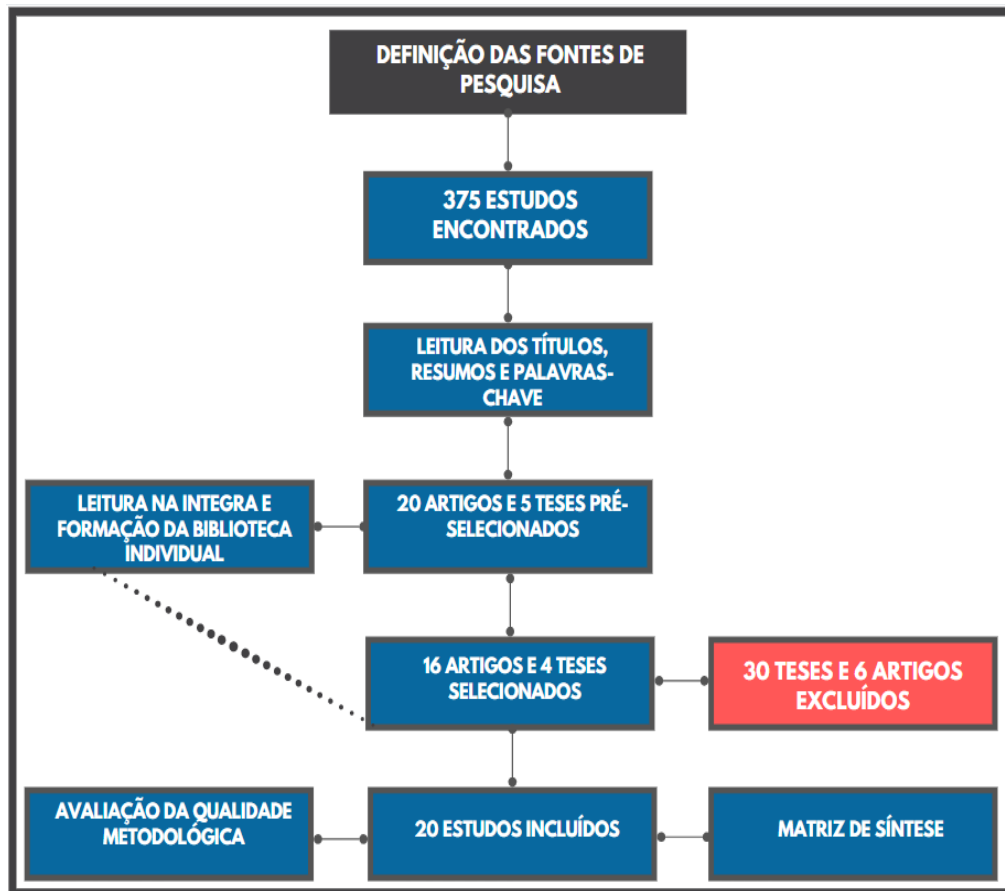 DEFINIÇÃO DAS FONTES DE
PESQUISA
375 ESTUDOS
ENCONTRADOS
LEITURA DOS TÍTULOS,
RESUMOS E PALAVRAS-
CHAVE
LEITURA NA INTEGRA E
FORMAÇÃO DA BIBLIOTECA
INDIVIDUAL
20 ARTIGOS E 5 TESES PRÉ-
SELECIONADOS
16 ARTIGOS E 4 TESES
SELECIONADOS
30 TESES E 6 ARTIGOS
EXCLUÍDOS
AVALIAÇÃO DA QUALIDADE
METODOLÓGICA
20 ESTUDOS INCLUÍDOS
MATRIZ DE SÍNTESE